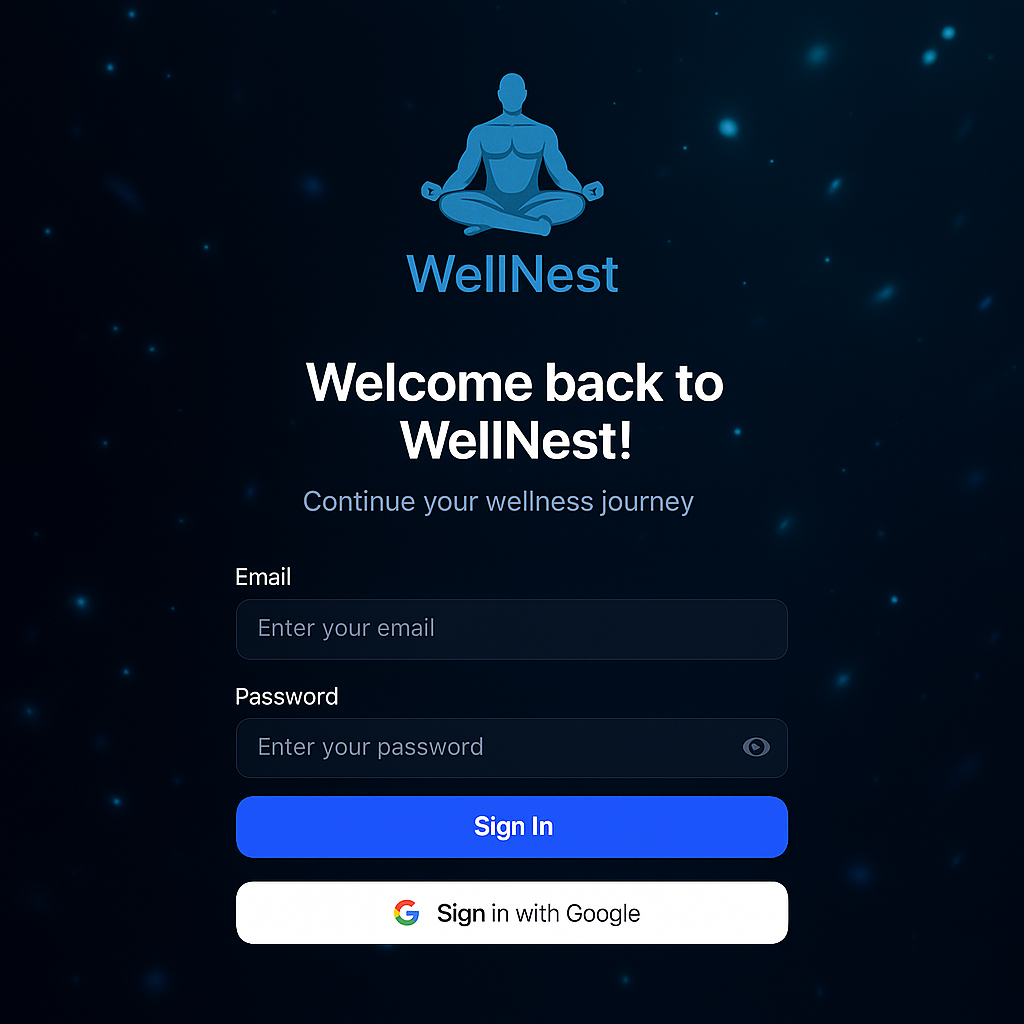 WellNest
Welcome back to
WellNest!
Continue your wellness journey
Email
Enter your email
Password
Enter your password
Sign In
Sign in with Google